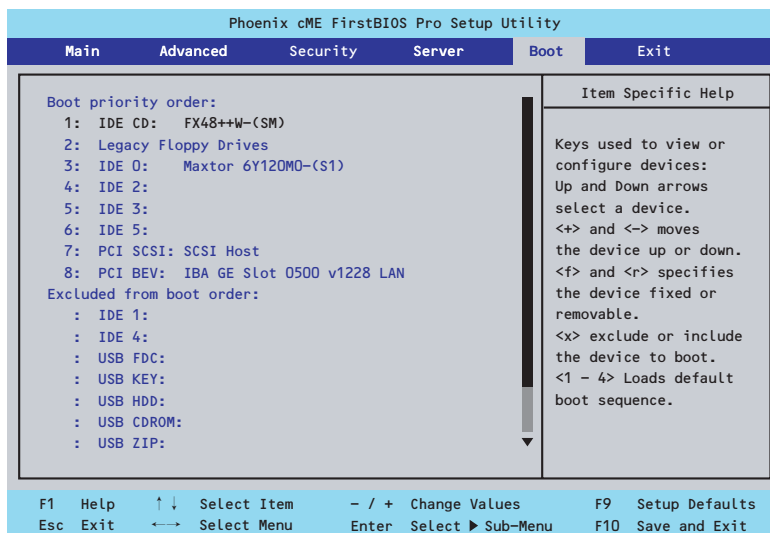 Phoenix cME FirstBIOS Pro Setup Utility
Main Advanced Security Server Boot Exit
Boot priority order:
1: IDE CD: FX48++W-(SM)
2: Legacy Floppy Drives
3: IDE 0: Maxtor 6Y120M0-(S1)
4: IDE 2:
5: IDE 3:
6: IDE 5:
7: PCI SCSI: SCSI Host
8: PCI BEV: IBA GE Slot 0500 v1228 LAN
Excluded from boot order:
: IDE 1:
: IDE 4:
: USB FDC:
: USB KEY:
: USB HDD:
: USB CDROM:
: USB ZIP:
Item Specific Help
Keys used to view or
configure devices:
Up and Down arrows
select a device.
<+> and <-> moves
the device up or down.
<f> and <r> specifies
the device fixed or
removable.
<x> exclude or include
the device to boot.
<1 - 4> Loads default
boot sequence.
F1 Help ↑↓ Select Item - / + Change Values F9 Setup Defaults
Esc Exit ←→ Select Menu Enter Select ▶ Sub-Menu F10 Save and Exit